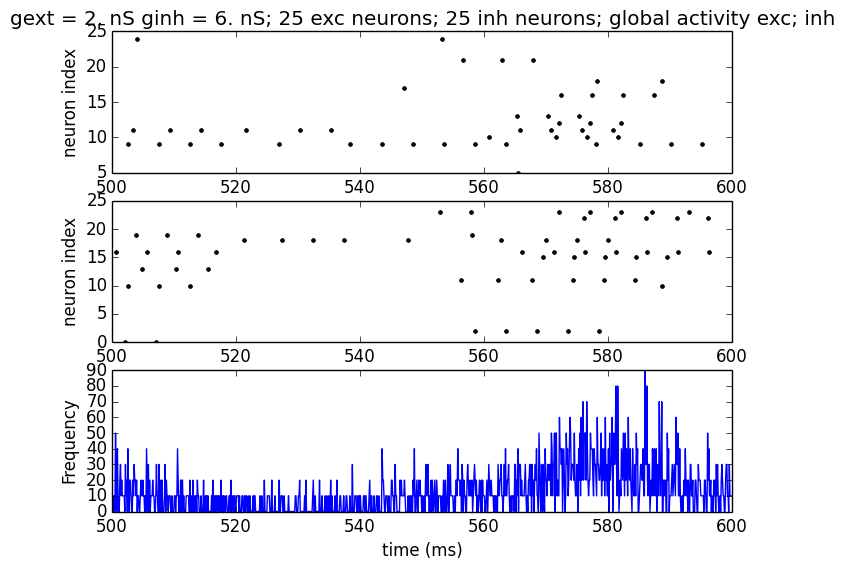 gext = 2. nS ginh = 6. nS; 25 exc neurons; 25 inh neurons; global activity exc; inh
25
20
15
10
5
neuron index
500 520 540 560 580 600
25
20
15
10
5
0
neuron index
500 520 540 560 580 600
90
80
70
60
50
40
30
20
10
0
Frequency
500 520 540 560 580 600
time (ms)